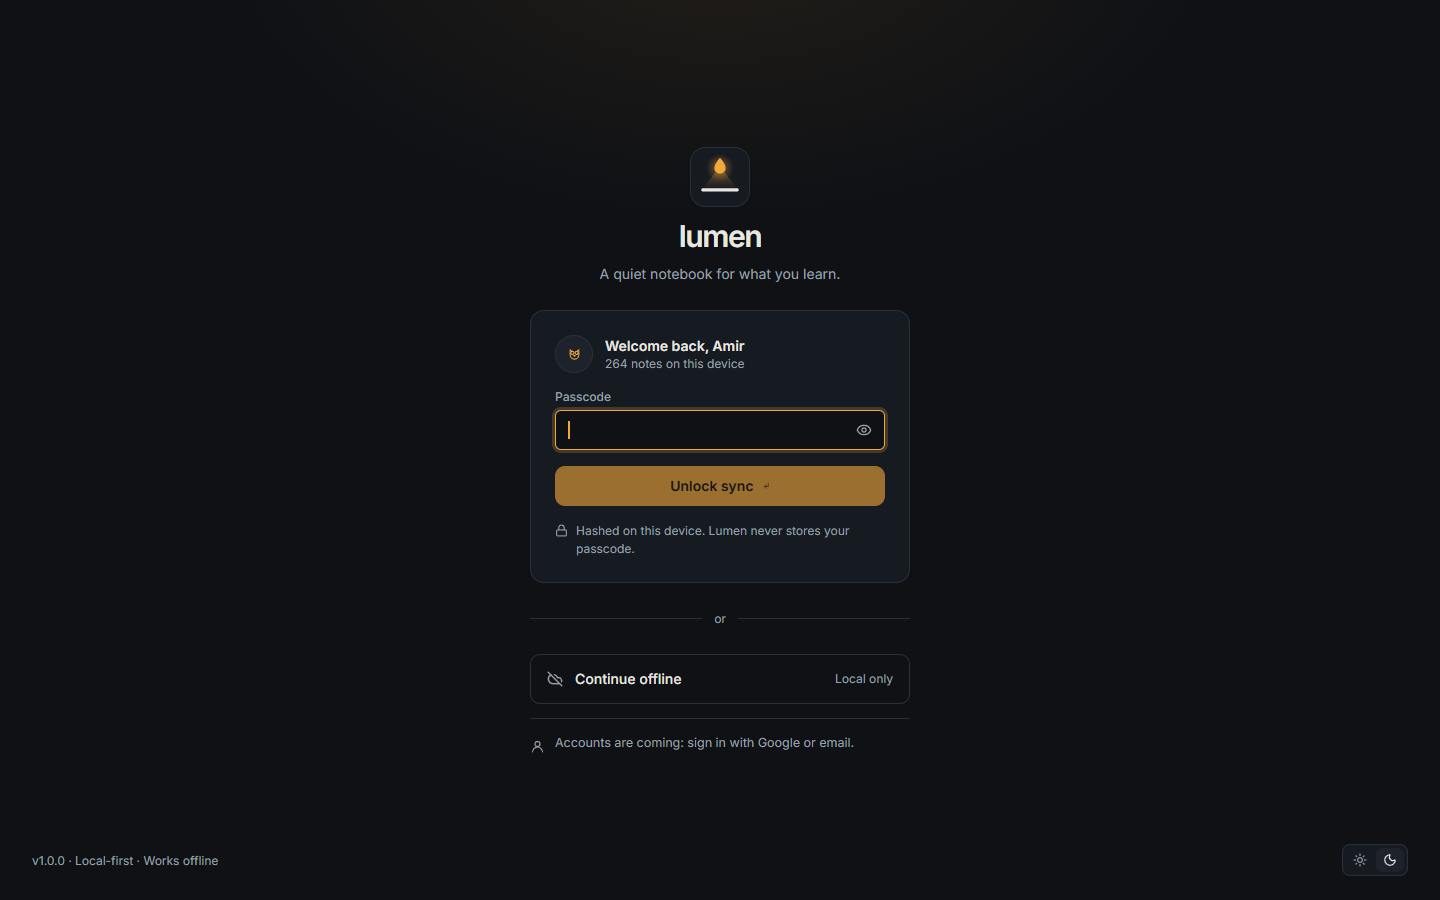 lumen
A quiet notebook for what you learn.
Welcome back, Amir
264 notes on this device
Passcode
Unlock sync ↵
Hashed on this device. Lumen never stores your
passcode.
or
Continue offline
Local only
Accounts are coming: sign in with Google or email.
v1.0.0 · Local-first · Works offline